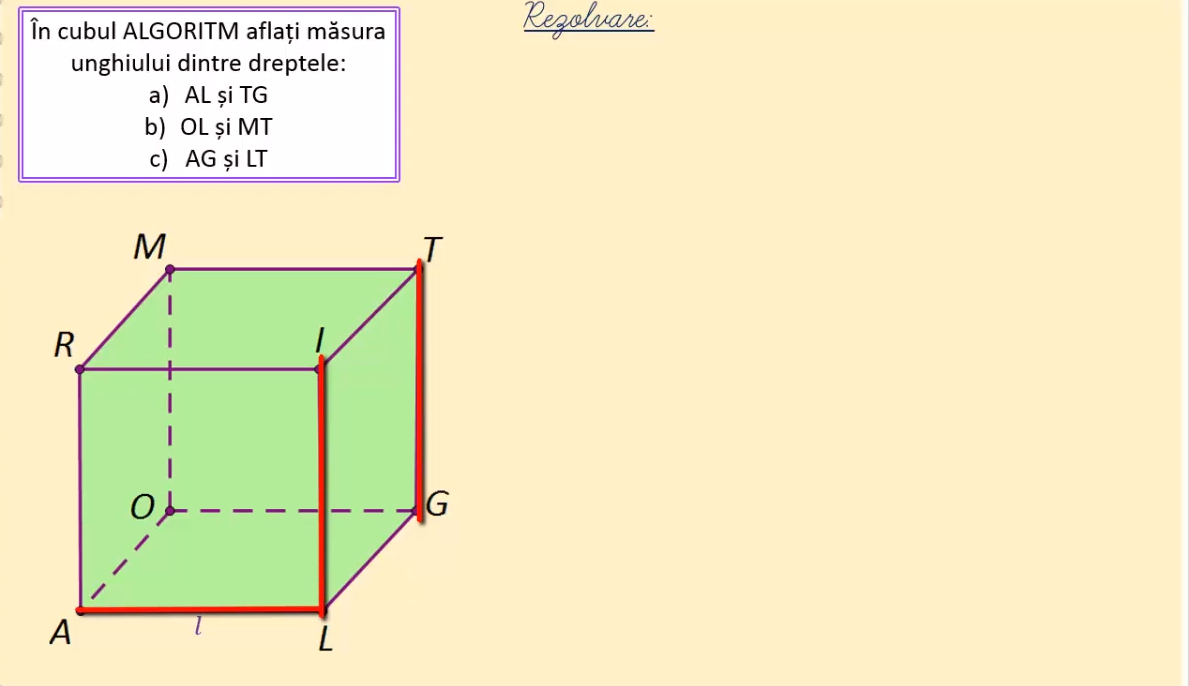 În cubul ALGORITM aflați măsura
unghiului dintre dreptele:
a) AL și TG
b) OL și MT
c) AG și LT
Rezolvare:
M
T
R
I
O
G
A
l
L